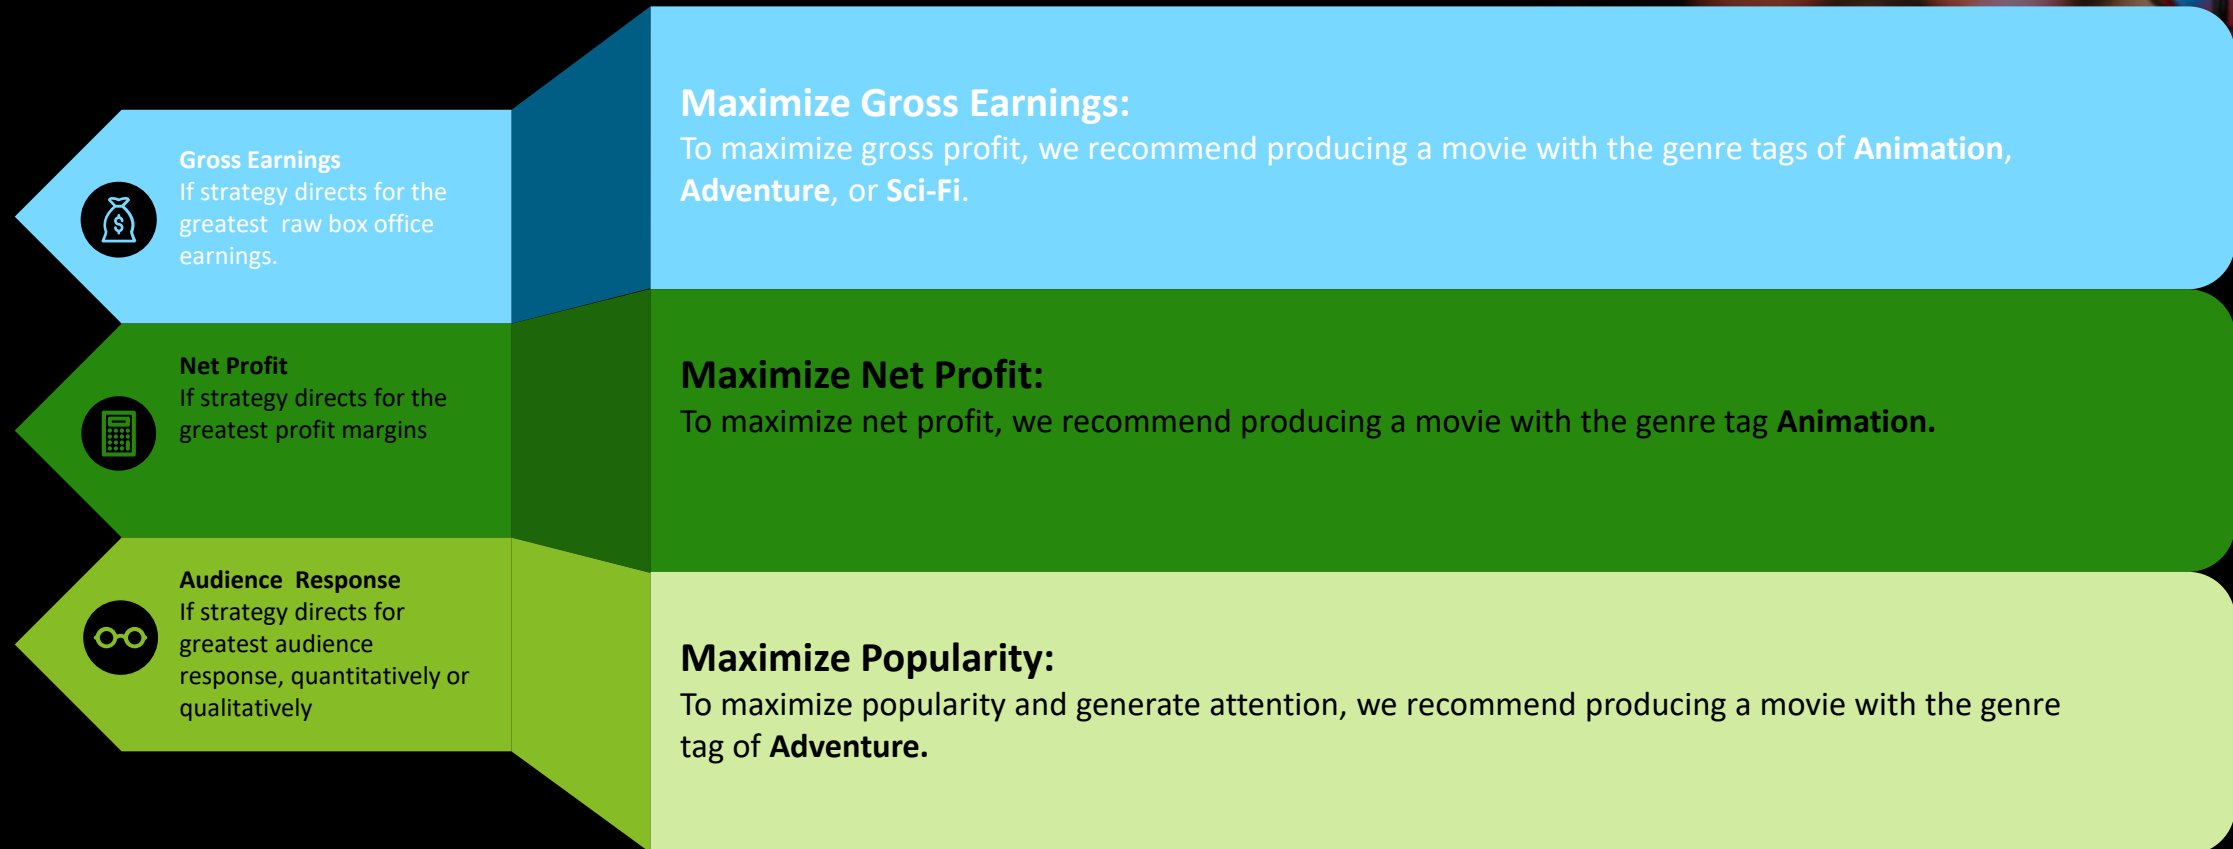 Gross Earnings
If strategy directs for the
greatest  raw box office
earnings.
Maximize Gross Earnings:
To maximize gross profit, we recommend producing a movie with the genre tags of Animation,
Adventure, or Sci-Fi.
Net Profit
If strategy directs for the
greatest profit margins
Maximize Net Profit:
To maximize net profit, we recommend producing a movie with the genre tag Animation.
Audience  Response
If strategy directs for
greatest audience
response, quantitatively or
qualitatively
Maximize Popularity:
To maximize popularity and generate attention, we recommend producing a movie with the genre
tag of Adventure.